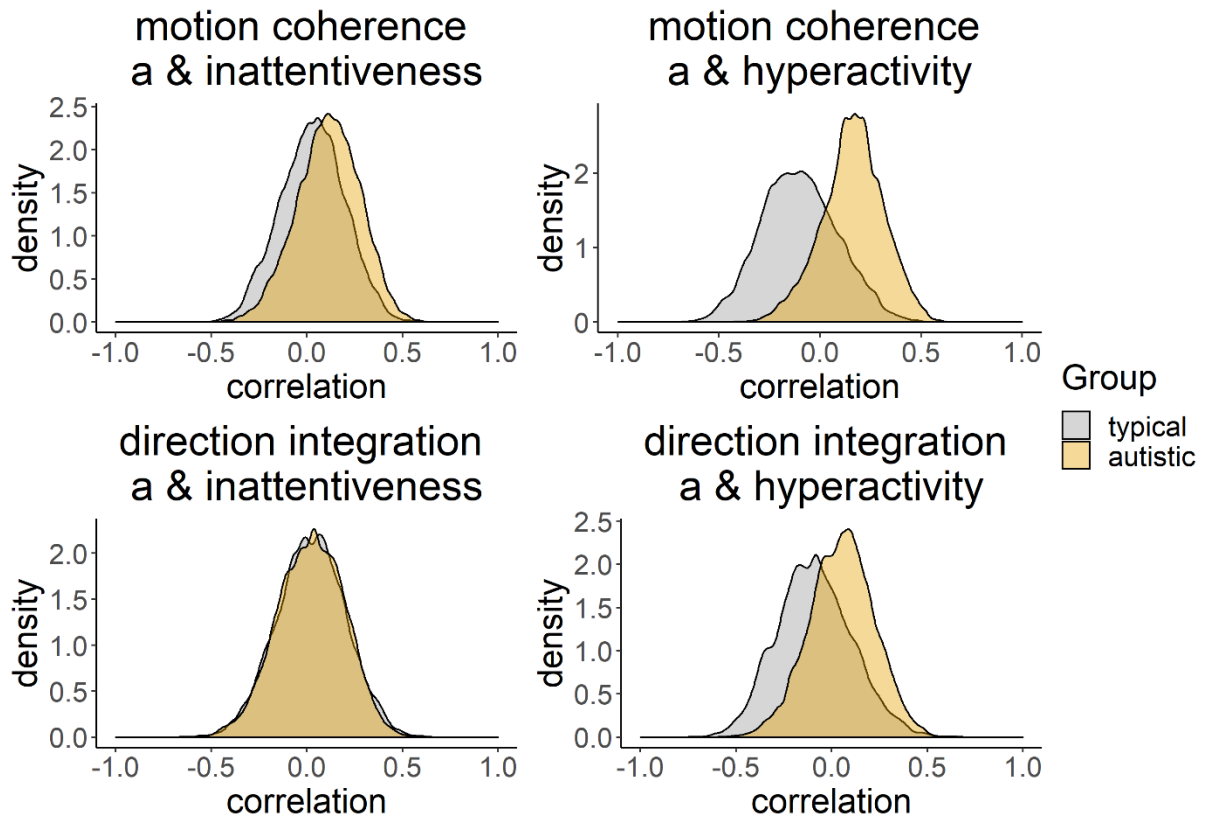 motion coherence
a & inattentiveness
2.5
2.0
1.5
1.0
0.5
0.0
density
-1.0 -0.5 0.0 0.5 1.0
correlation
motion coherence
a & hyperactivity
2
1
0
density
-1.0 -0.5 0.0 0.5 1.0
correlation
Group
typical
autistic
direction integration
a & inattentiveness
2.0
1.5
1.0
0.5
0.0
density
-1.0 -0.5 0.0 0.5 1.0
correlation
direction integration
a & hyperactivity
2.5
2.0
1.5
1.0
0.5
0.0
density
-1.0 -0.5 0.0 0.5 1.0
correlation